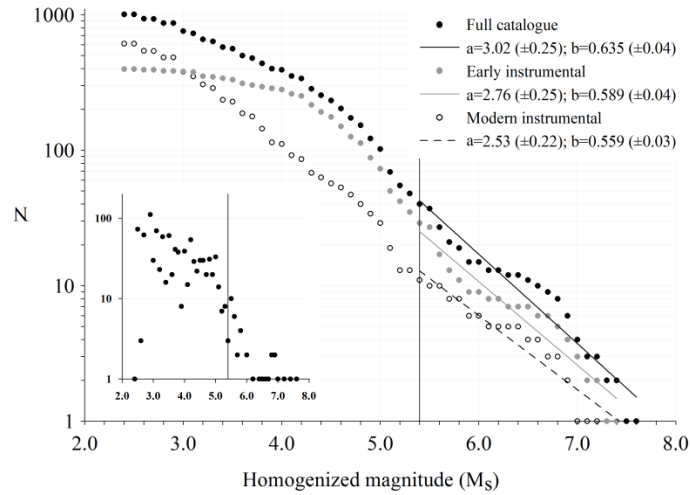 1000
100
10
1
N
Full catalogue
a=3.02 (±0.25); b=0.635 (±0.04)
Early instrumental
a=2.76 (±0.25); b=0.589 (±0.04)
Modern instrumental
a=2.53 (±0.22); b=0.559 (±0.03)
100
10
1
2.0 3.0 4.0 5.0 6.0 7.0 8.0
2.0 3.0 4.0 5.0 6.0 7.0 8.0
Homogenized magnitude (MS)